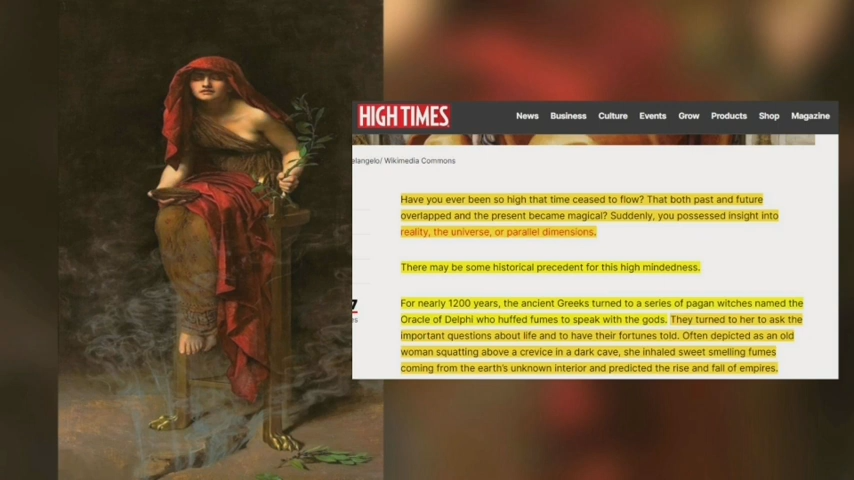 HIGH TIMES
News Business Culture Events Grow Products Shop Magazine
elangelo/ Wikimedia Commons
Have you ever been so high that time ceased to flow? That both past and future
overlapped and the present became magical? Suddenly, you possessed insight into
reality, the universe, or parallel dimensions.
There may be some historical precedent for this high mindedness.
7
For nearly 1200 years, the ancient Greeks turned to a series of pagan witches named the
Oracle of Delphi who huffed fumes to speak with the gods. They turned to her to ask the
important questions about life and to have their fortunes told. Often depicted as an old
woman squatting above a crevice in a dark cave, she inhaled sweet smelling fumes
coming from the earth's unknown interior and predicted the rise and fall of empires.